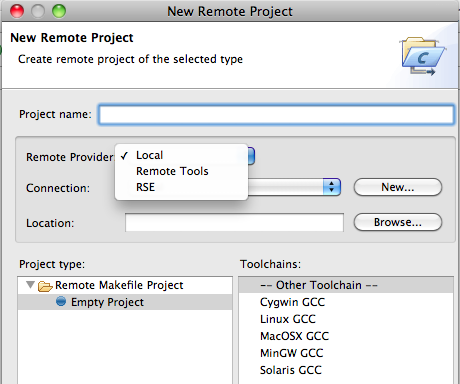 New Remote Project
New Remote Project
Create remote project of the selected type
Project name:
Remote Provider
✓ Local
Remote Tools
RSE
Connection:
New...
Location:
Browse...
Project type:
Toolchains:
Remote Makefile Project
Empty Project
-- Other Toolchain --
Cygwin GCC
Linux GCC
MacOSX GCC
MinGW GCC
Solaris GCC